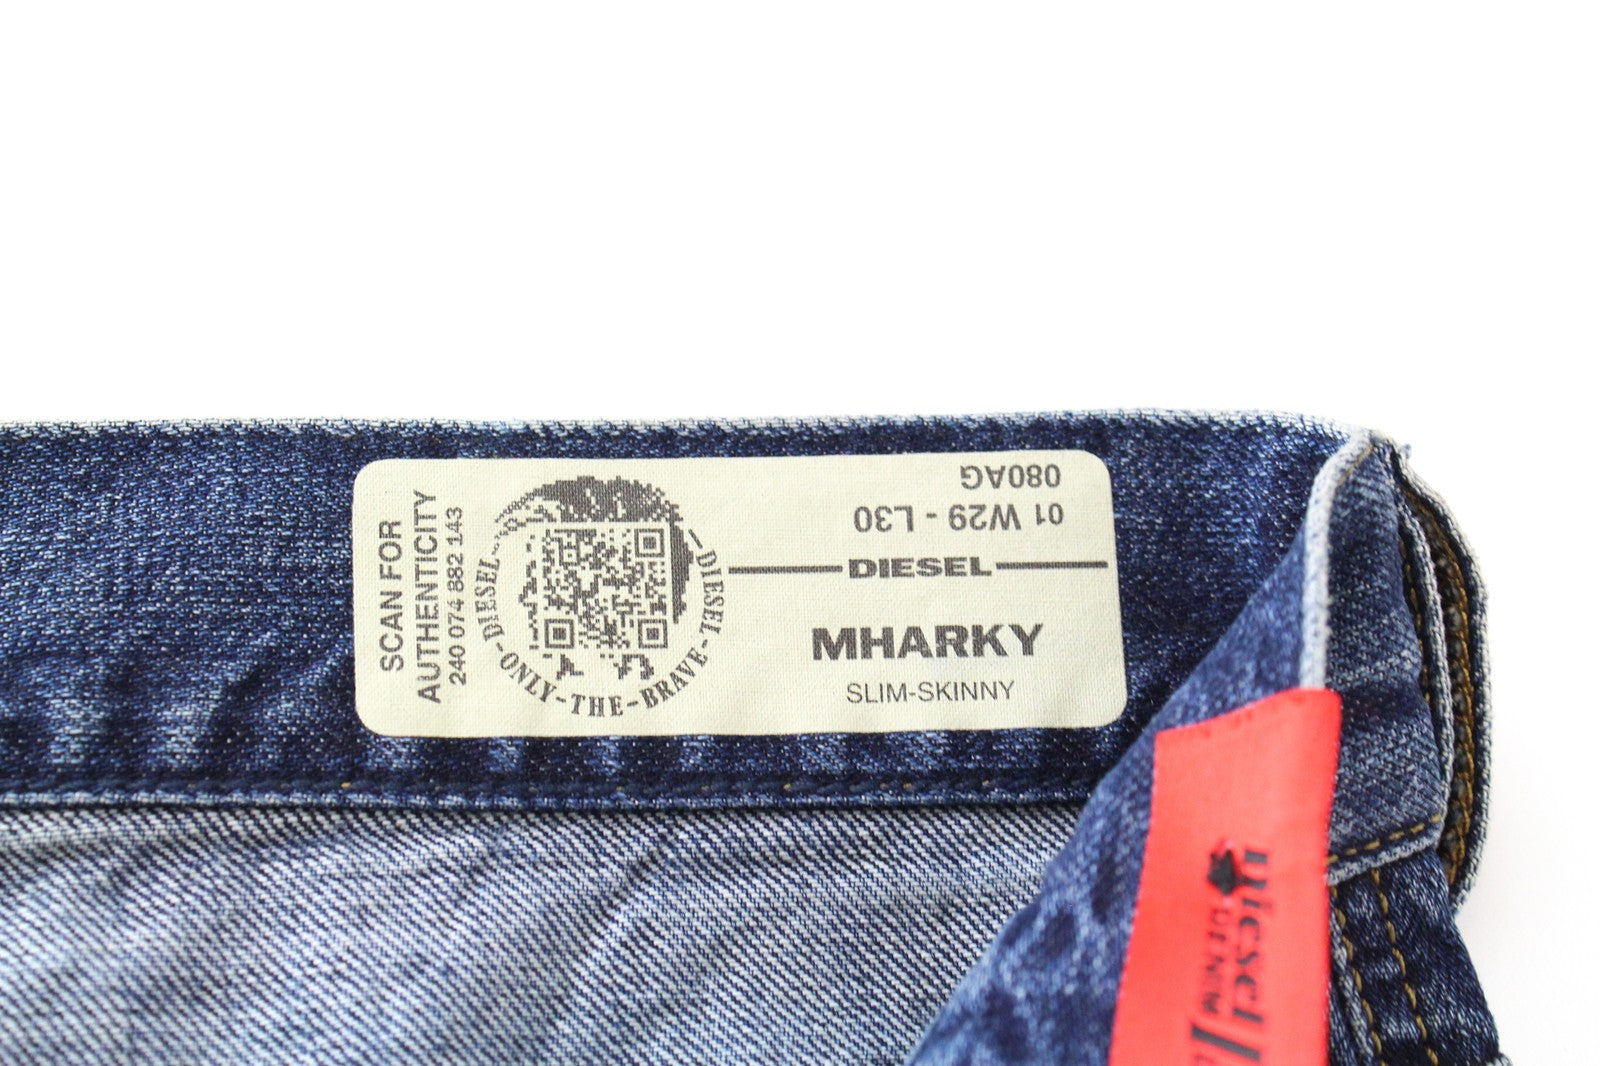 SCAN FOR
AUTHENTICITY
240 074 882 143
DIESEL-ONLY-THE-BRAVE-DIESEL
080AG
01 W29 - L30
DIESEL
MHARKY
SLIM-SKINNY
Diesel
DENIM